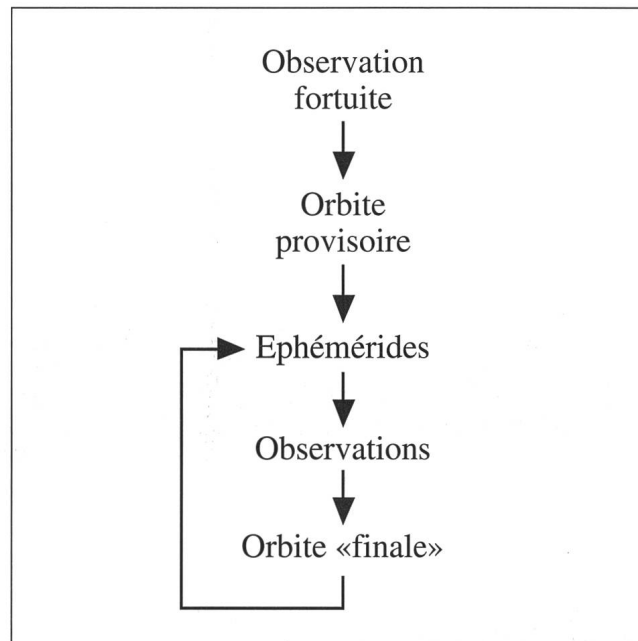 Observation
fortuite
Orbite
provisoire
Ephémérides
Observations
Orbite «finale»